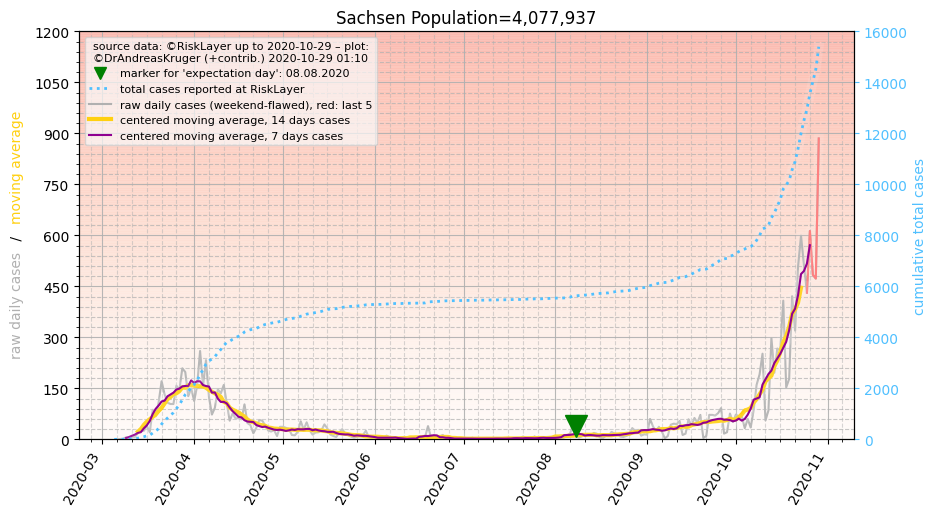 Sachsen Population=4,077,937
source data: ©RiskLayer up to 2020-10-29 – plot:
©DrAndreasKruger (+contrib.) 2020-10-29 01:10
marker for 'expectation day': 08.08.2020
total cases reported at RiskLayer
raw daily cases (weekend-flawed), red: last 5
centered moving average, 14 days cases
centered moving average, 7 days cases
raw daily cases / moving average
1200
1050
900
750
600
450
300
150
0
16000
14000
12000
10000
8000
6000
4000
2000
0
cumulative total cases
2020-03
2020-04
2020-05
2020-06
2020-07
2020-08
2020-09
2020-10
2020-11